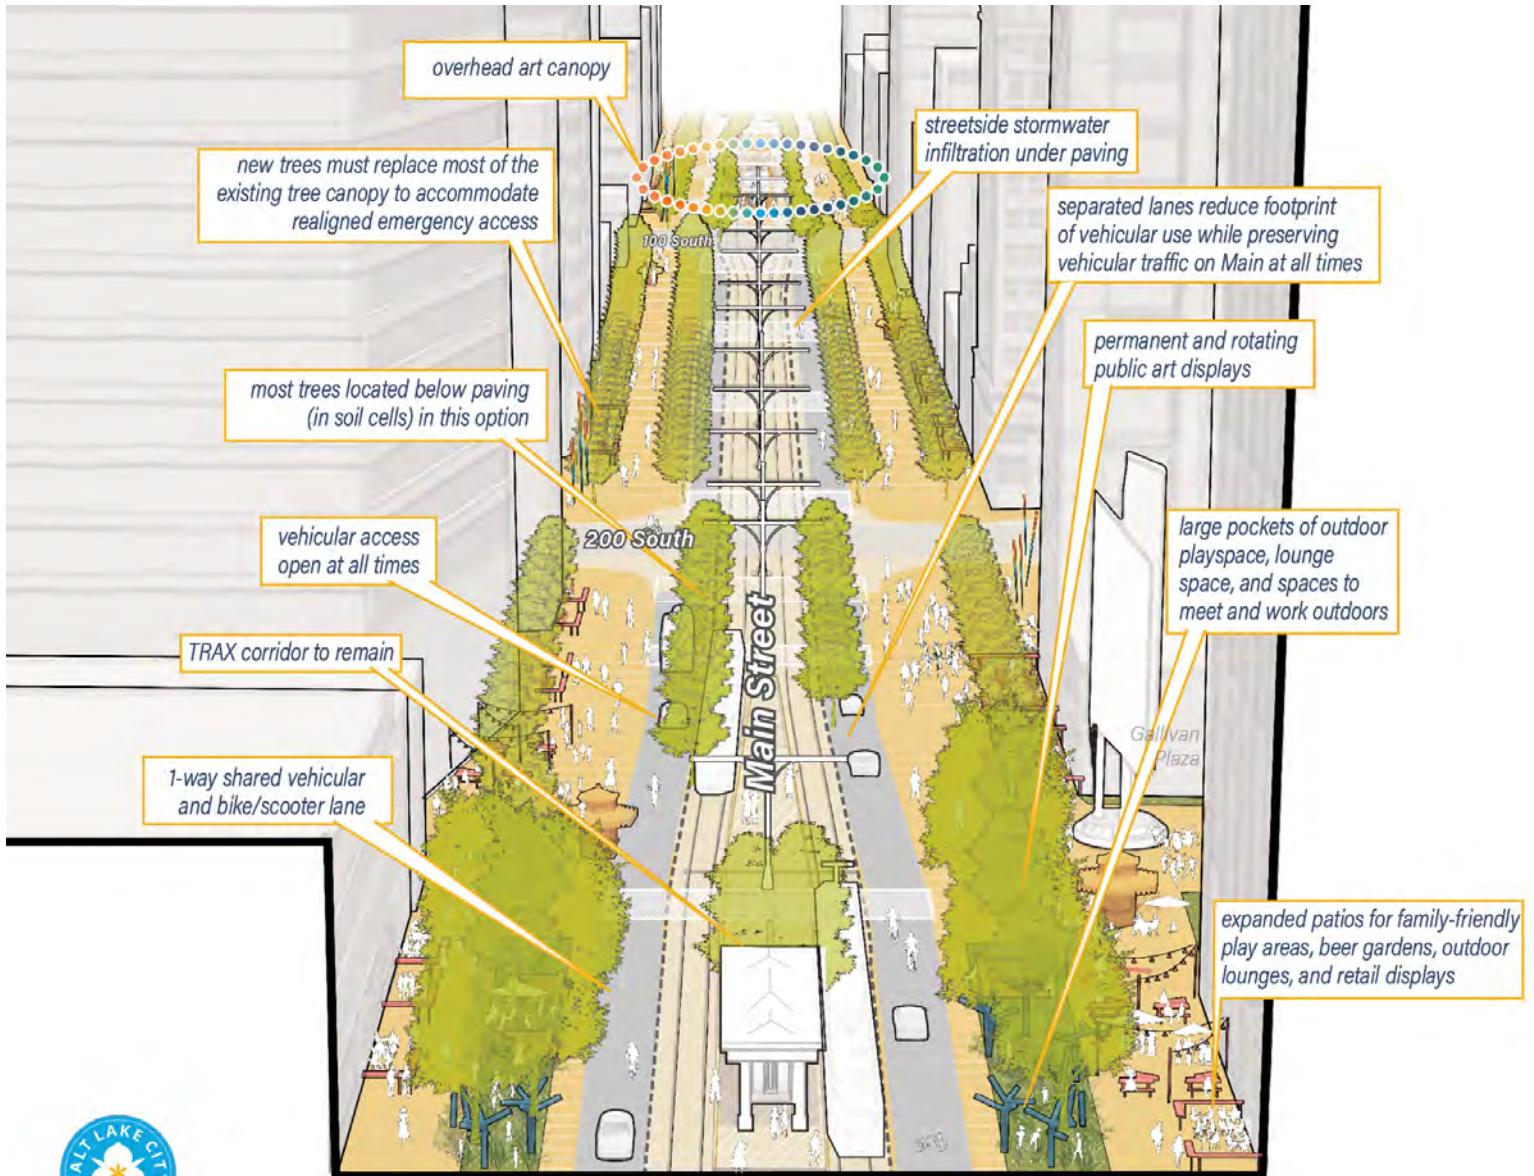 overhead art canopy
streetside stormwater
infiltration under paving
new trees must replace most of the
existing tree canopy to accommodate
realigned emergency access
separated lanes reduce footprint
of vehicular use while preserving
vehicular traffic on Main at all times
100 South
permanent and rotating
public art displays
most trees located below paving
(in soil cells) in this option
large pockets of outdoor
playspace, lounge
space, and spaces to
meet and work outdoors
200 South
vehicular access
open at all times
Main Street
TRAX corridor to remain
Gallivan
Plaza
1-way shared vehicular
and bike/scooter lane
expanded patios for family-friendly
play areas, beer gardens, outdoor
lounges, and retail displays
ALT LAKE CIT